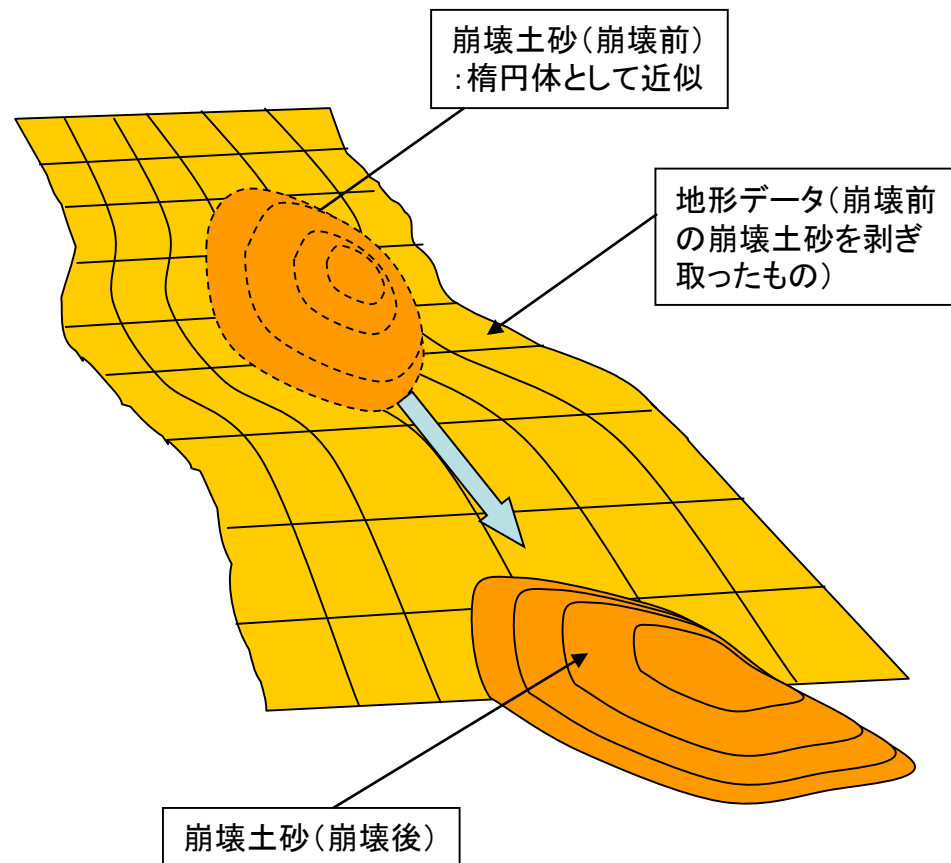 崩壊土砂(崩壊前)
:楕円体として近似
地形データ(崩壊前
の崩壊土砂を剥ぎ
取ったもの)
崩壊土砂(崩壊後)